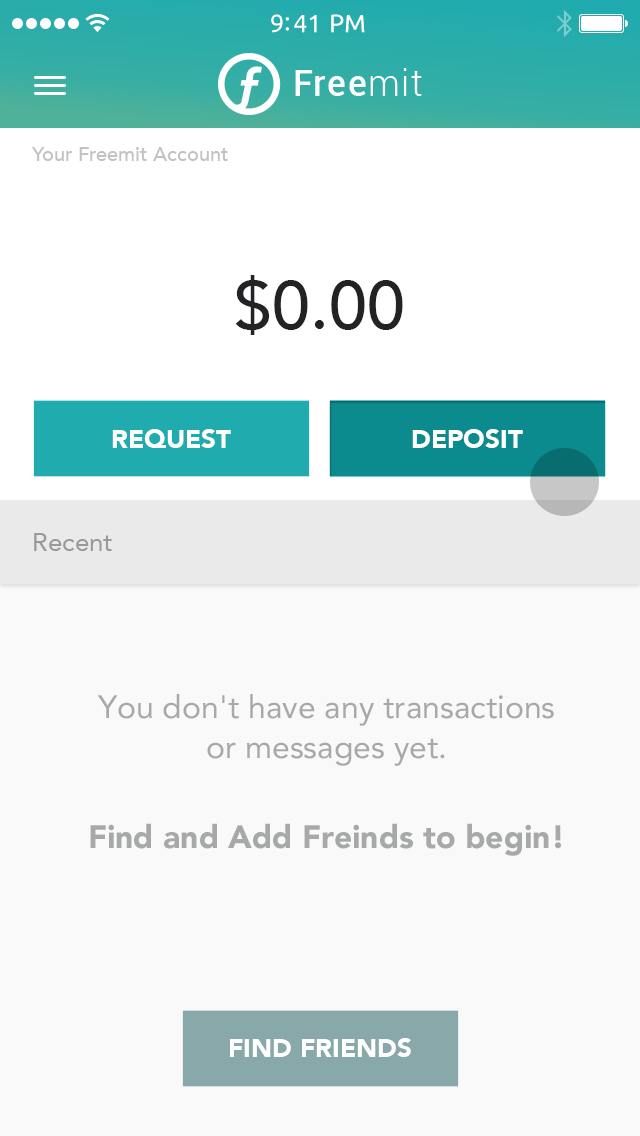 9:41 PM
f Freemit
Your Freemit Account
$0.00
REQUEST
DEPOSIT
Recent
You don't have any transactions
or messages yet.
Find and Add Freinds to begin!
FIND FRIENDS